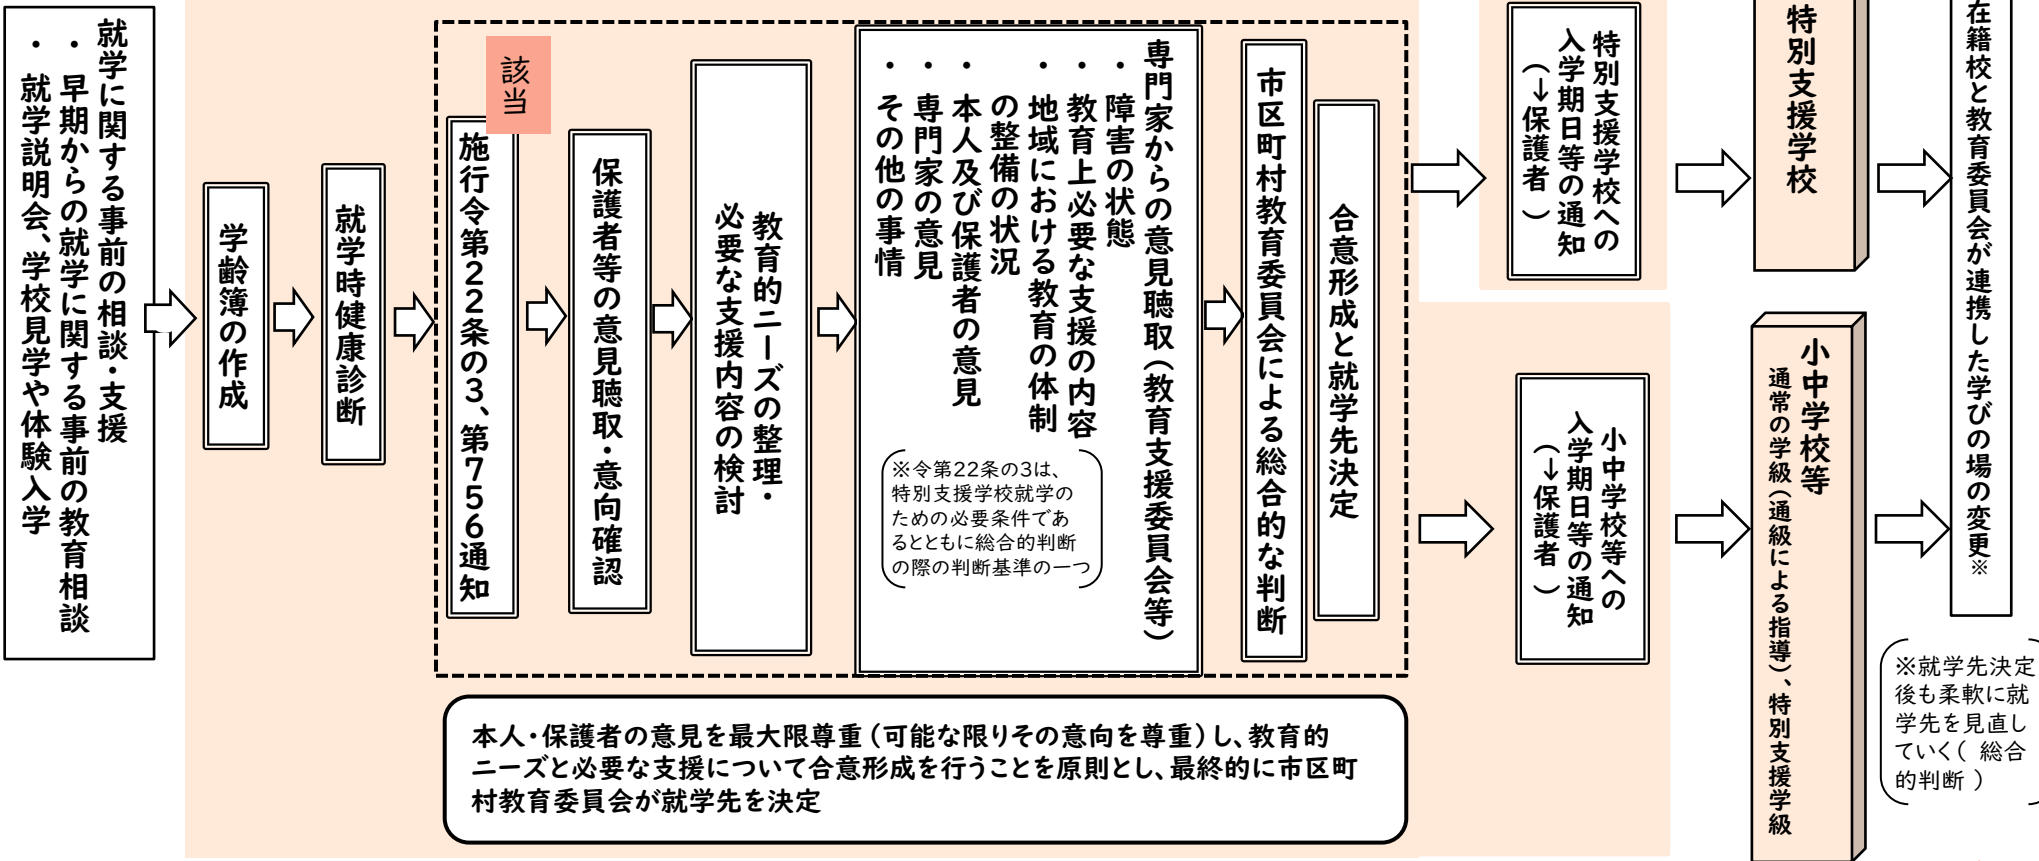 就学に関する事前の相談・支援
・ 早期からの就学に関する事前の教育相談
・ 就学説明会、学校見学や体験入学
学齢簿の作成
就学時健康診断
該当
施行令第22条の3、第756通知
保護者等の意見聴取・意向確認
教育的ニーズの整理・
必要な支援内容の検討
専門家からの意見聴取(教育支援委員会等)
・ 障害の状態
・ 教育上必要な支援の内容
・ 地域における教育の体制
の整備の状況
・ 本人及び保護者の意見
・ 専門家の意見
・ その他の事情
※令第22条の3は、
特別支援学校就学の
ための必要条件であ
るとともに総合的判断
の際の判断基準の一つ
市区町村教育委員会による総合的な判断
合意形成と就学先決定
特別支援学校への
入学期日等の通知
(→保護者)
特別支援学校
小中学校等への
入学期日等の通知
(→保護者)
小中学校等
通常の学級(通級による指導)、特別支援学級
在籍校と教育委員会が連携した学びの場の変更※
※就学先決定
後も柔軟に就
学先を見直し
ていく( 総合
的判断 )
本人・保護者の意見を最大限尊重(可能な限りその意向を尊重)し、教育的
ニーズと必要な支援について合意形成を行うことを原則とし、最終的に市区町
村教育委員会が就学先を決定